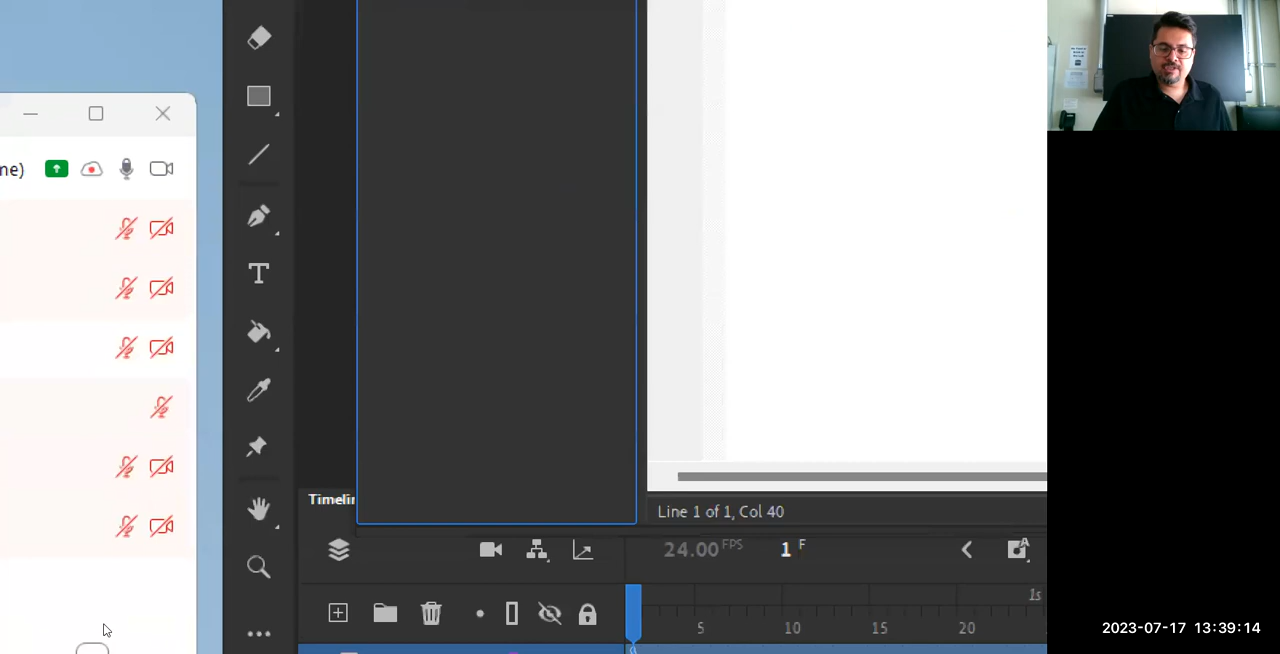 ne)
Timelin
Line 1 of 1, Col 40
24.00 FPS
1 F
1s
5
10
15
20
2023-07-17 13:39:14